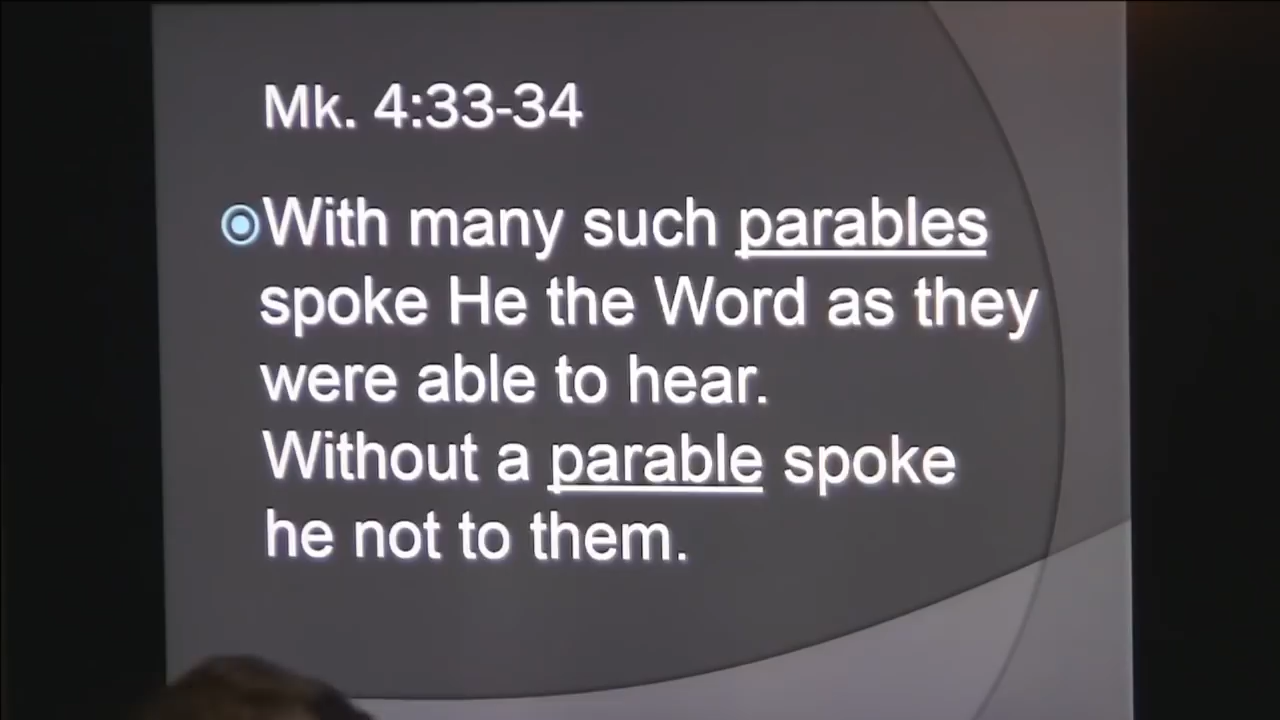 Mk. 4:33-34
With many such parables
spoke He the Word as they
were able to hear.
Without a parable spoke
he not to them.